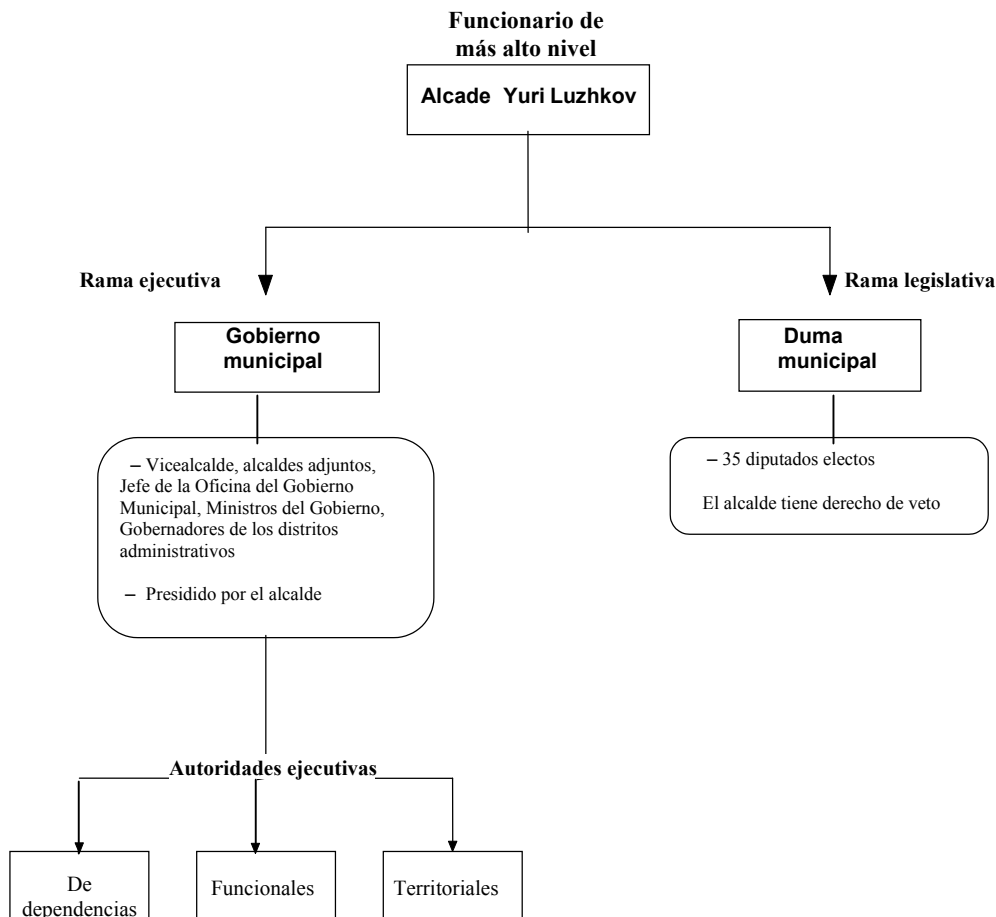 Funcionario de
más alto nivel
Alcade Yuri Luzhkov
Rama ejecutiva
Rama legislativa
Gobierno
municipal
Duma
municipal
– Vicealcalde, alcaldes adjuntos,
Jefe de la Oficina del Gobierno
Municipal, Ministros del Gobierno,
Gobernadores de los distritos
administrativos
– Presidido por el alcalde
– 35 diputados electos
El alcalde tiene derecho de veto
Autoridades ejecutivas
De
dependencias
Funcionales
Territoriales